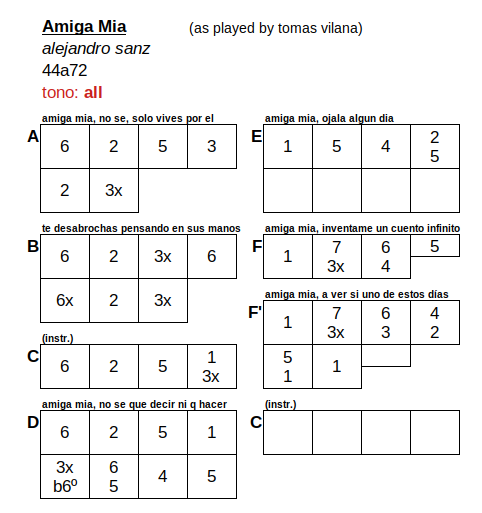 Amiga Mia (as played by tomas vilana)
alejandro sanz
44a72
tono: all
amiga mia, no se, solo vives por el
A 6 2 5 3
2 3x
te desabrochas pensando en sus manos
B 6 2 3x 6
6x 2 3x
(instr.)
C 6 2 5 1
3x
amiga mia, no se que decir ni q hacer
D 6 2 5 1
3x 6 4 5
b6º 5
amiga mia, ojala algun dia
E 1 5 4 2
5
amiga mia, inventame un cuento infinito
F 1 7 6 5
3x 4
amiga mia, a ver si uno de estos días
F' 1 7 6 4
3x 3 2
5 1
1
(instr.)
C